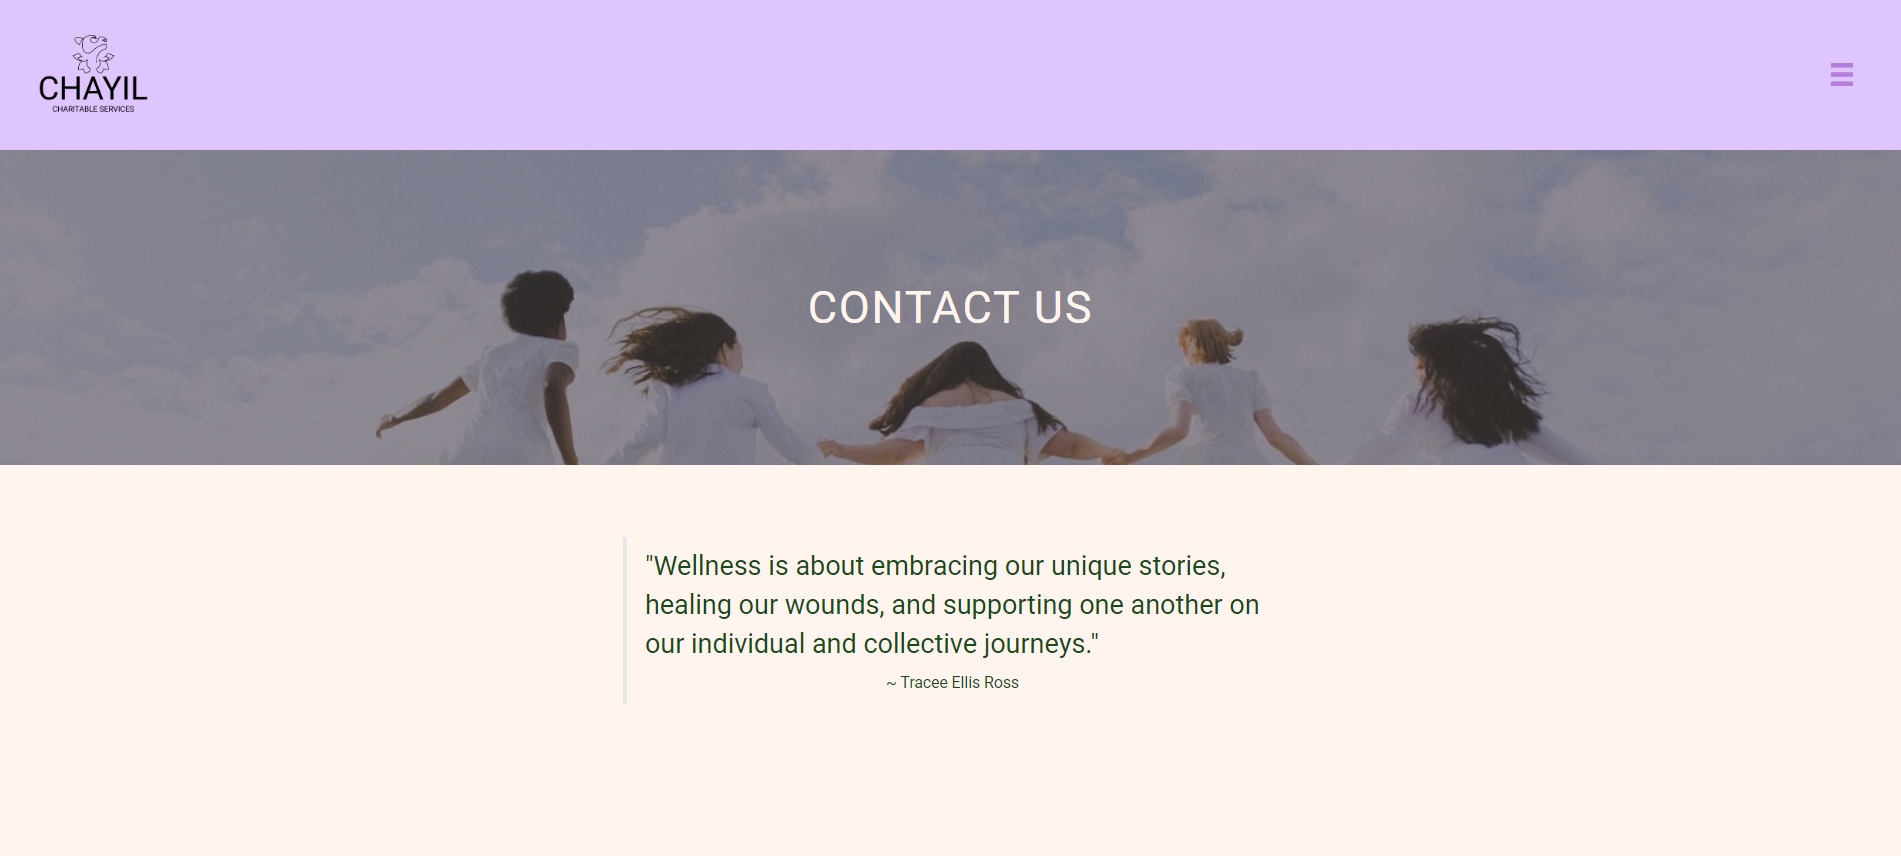 CHAYIL
CHARITABLE SERVICES
CONTACT US
"Wellness is about embracing our unique stories,
healing our wounds, and supporting one another on
our individual and collective journeys."
~ Tracee Ellis Ross